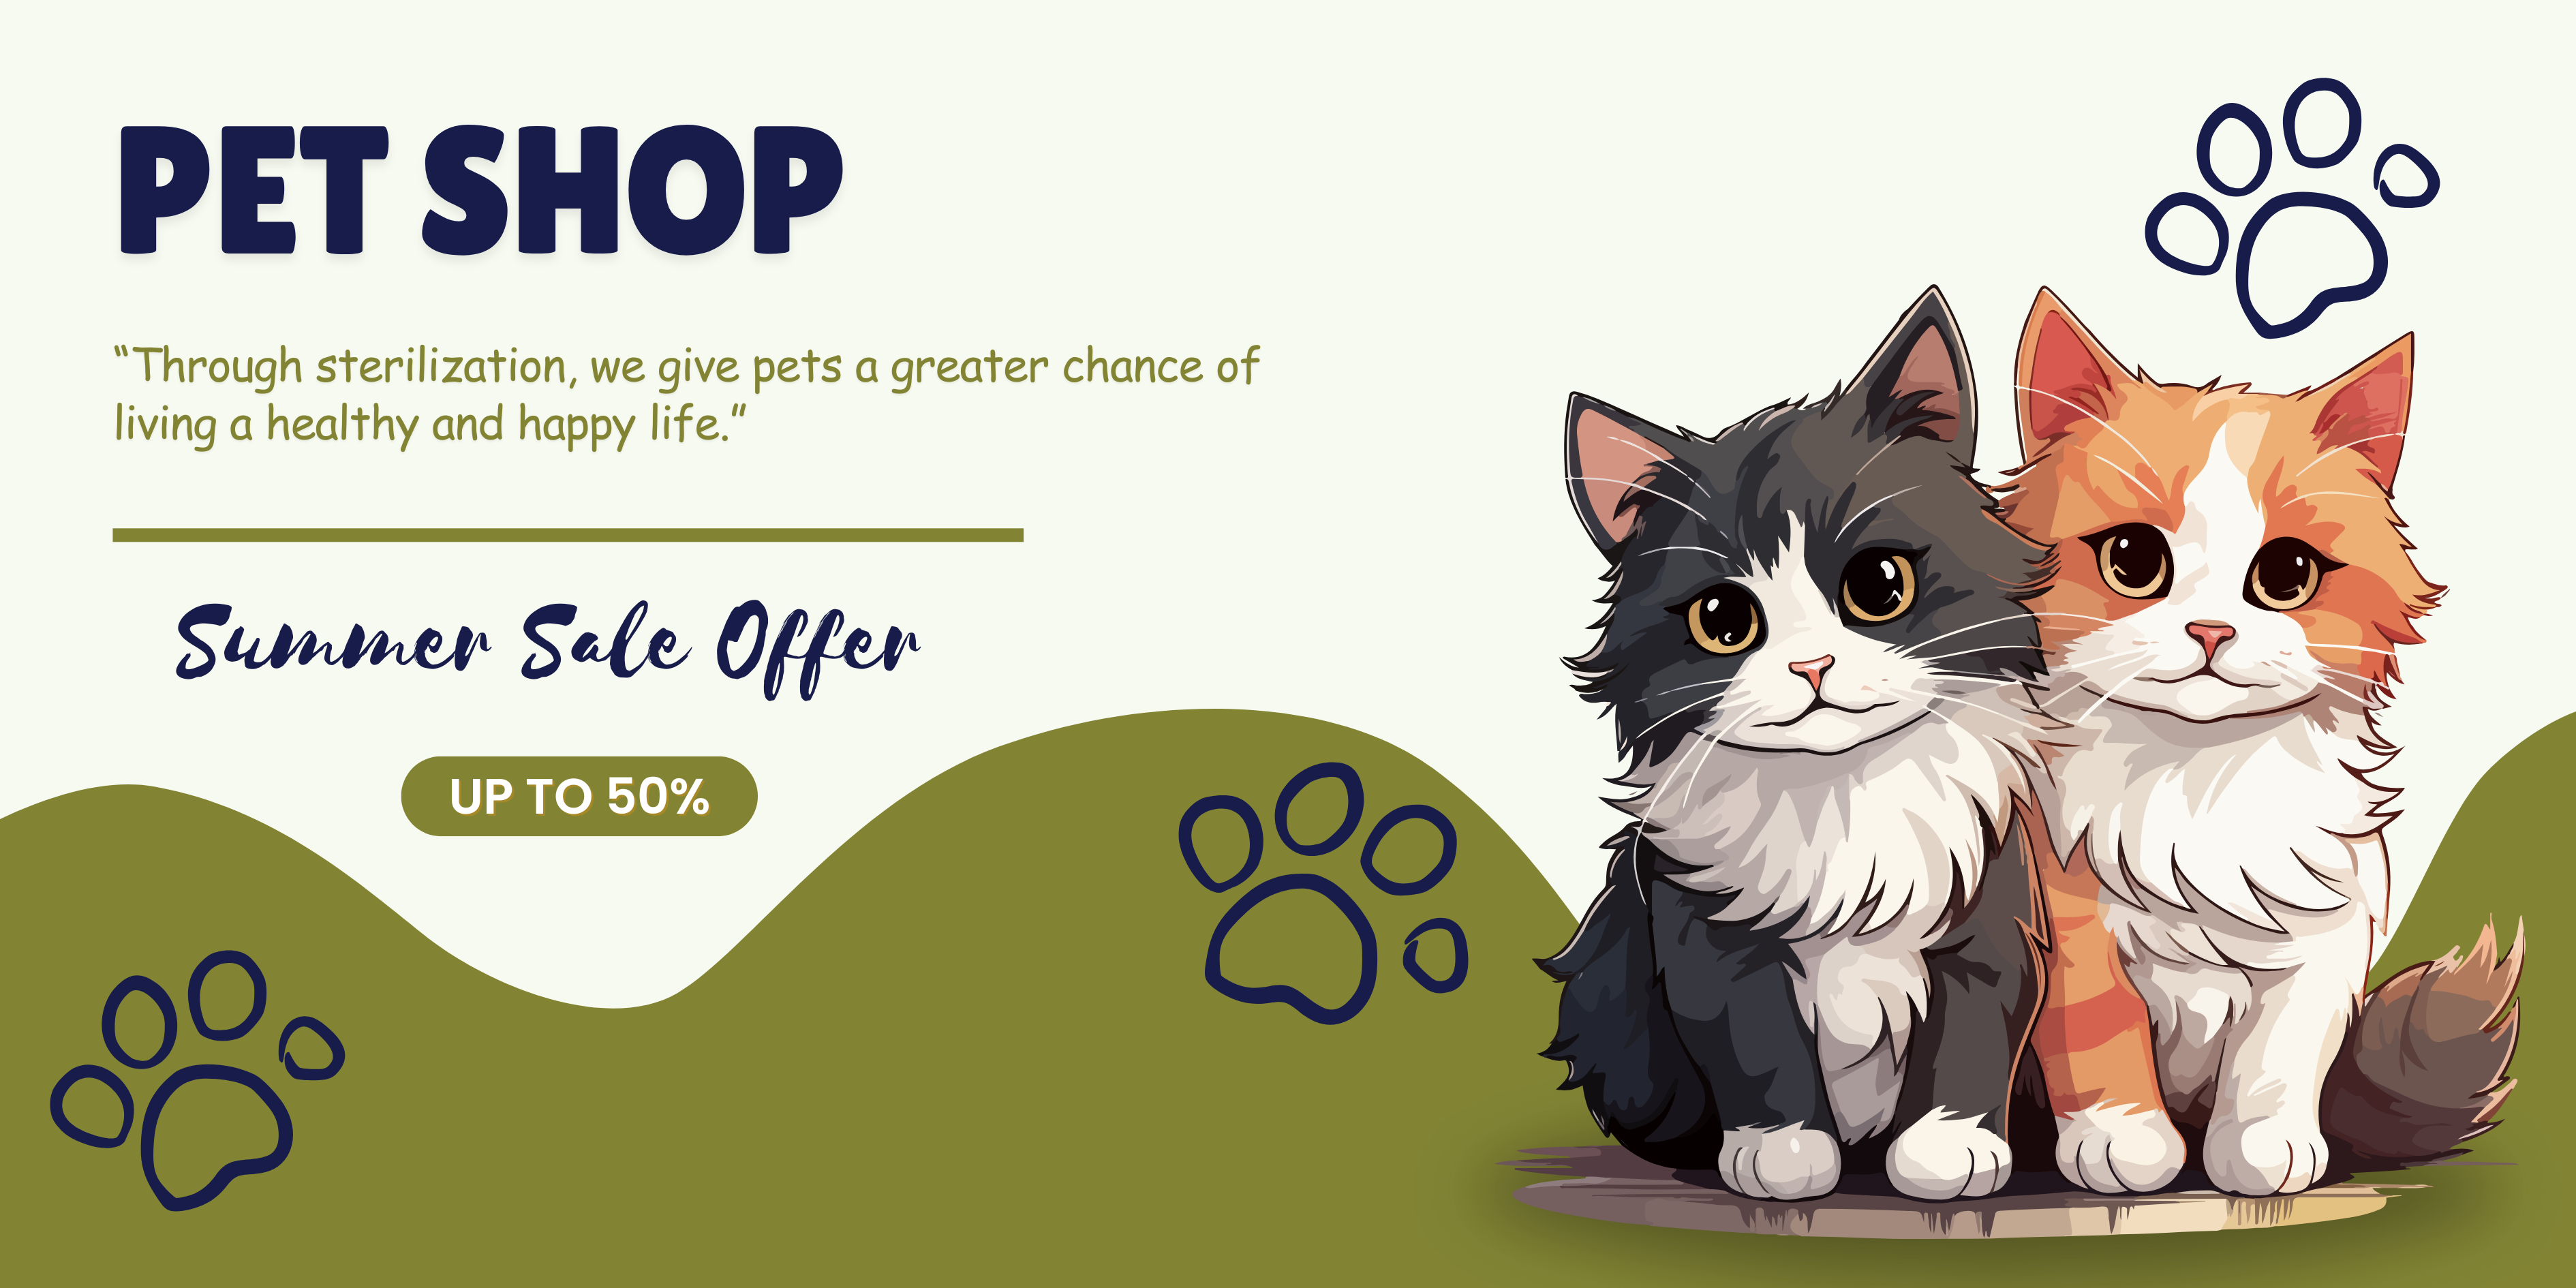 PET SHOP
“Through sterilization, we give pets a greater chance of
living a healthy and happy life.”
Summer Sale Offer
UP TO 50%